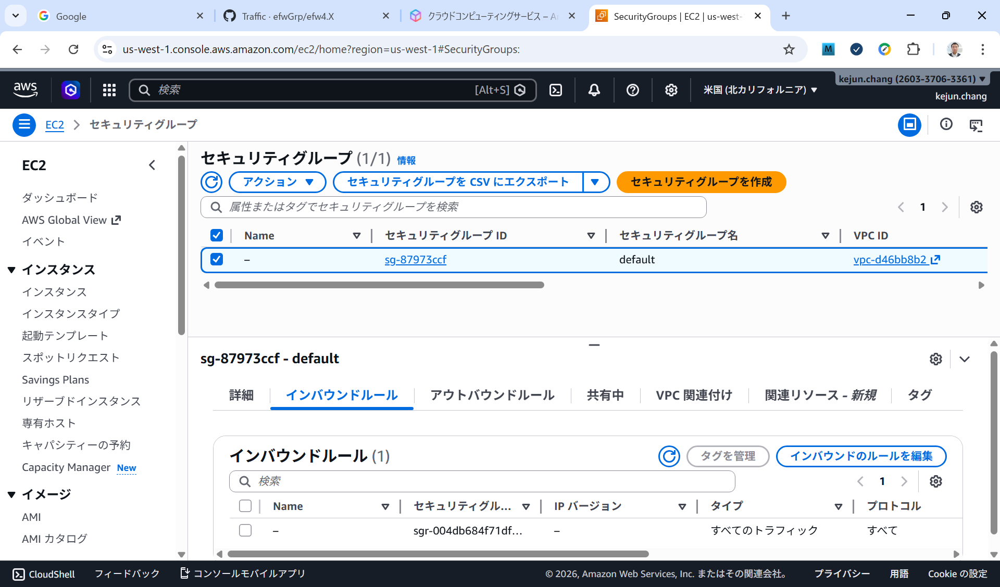 Google
Traffic · efwGrp/efw4.X
クラウドコンピューティングサービス – A
SecurityGroups | EC2 | us-west-
us-west-1.console.aws.amazon.com/ec2/home?region=us-west-1#SecurityGroups:
M
aws
検索
[Alt+S]
米国 (北カリフォルニア) ▼
kejun.chang (2603-3706-3361) ▼
kejun.chang
EC2
セキュリティグループ
EC2
ダッシュボード
AWS Global View
イベント
インスタンス
インスタンス
インスタンスタイプ
起動テンプレート
スポットリクエスト
Savings Plans
リザーブドインスタンス
専有ホスト
キャパシティーの予約
Capacity Manager New
イメージ
AMI
AMI カタログ
セキュリティグループ (1/1) 情報
アクション
セキュリティグループを CSV にエクスポート
セキュリティグループを作成
属性またはタグでセキュリティグループを検索
1
Name
セキュリティグループ ID
セキュリティグループ名
VPC ID
–
sg-87973ccf
default
vpc-d46bb8b2
sg-87973ccf - default
詳細
インバウンドルール
アウトバウンドルール
共有中
VPC 関連付け
関連リソース - 新規
タグ
インバウンドルール (1)
タグを管理
インバウンドのルールを編集
検索
1
Name
セキュリティグル...
IP バージョン
タイプ
プロトコル
–
sgr-004db684f71df...
–
すべてのトラフィック
すべて
CloudShell
フィードバック
コンソールモバイルアプリ
© 2026, Amazon Web Services, Inc. またはその関連会社。
プライバシー
用語
Cookie の設定